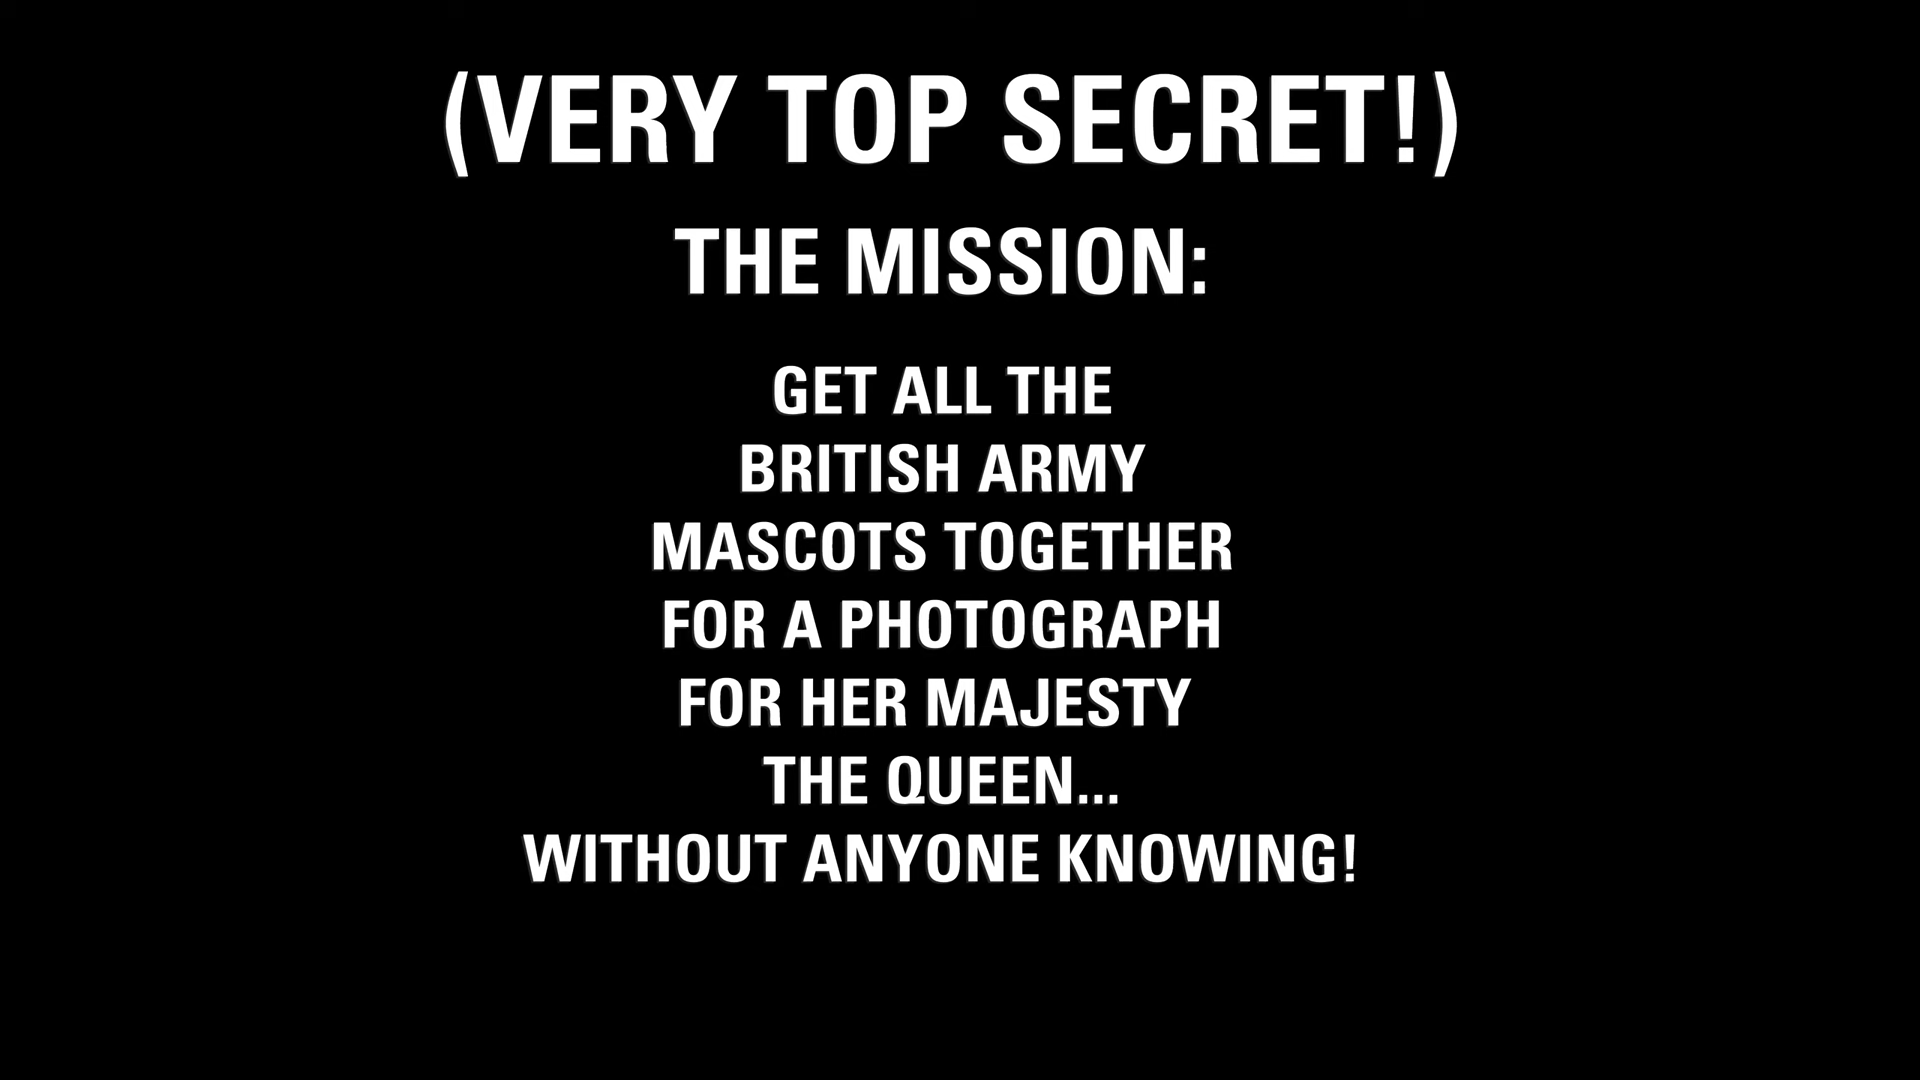 (VERY TOP SECRET!)
THE MISSION:
GET ALL THE
BRITISH ARMY
MASCOTS TOGETHER
FOR A PHOTOGRAPH
FOR HER MAJESTY
THE QUEEN...
WITHOUT ANYONE KNOWING!